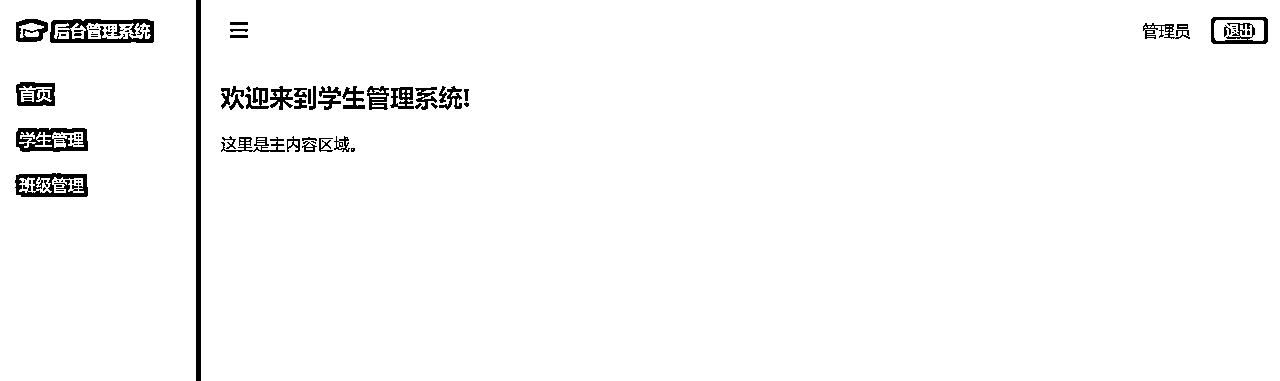 后台管理系统
管理员 退出
首页
学生管理
班级管理
欢迎来到学生管理系统!
这里是主内容区域。